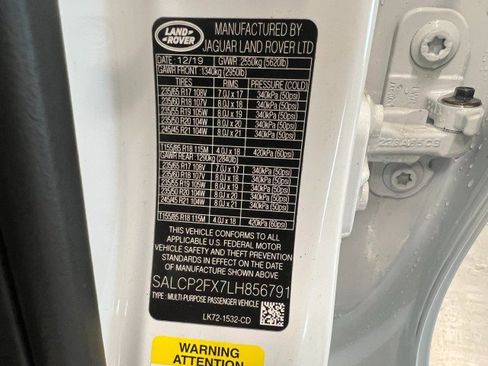 LAND ROVER
MANUFACTURED BY
JAGUAR LAND ROVER LTD
DATE: 12/19 GVWR 2550kg (5620lb)
GAWR FRONT 1340kg (2950lb)
TIRES RIMS PRESSURE (COLD)
235/65 R17 108V 7.0J x 17 340kPa (50psi)
235/60 R18 107V 8.0J x 18 340kPa (50psi)
235/55 R19 105W 8.0J x 19 340kPa (50psi)
235/50 R20 104W 8.0J x 20 340kPa (50psi)
245/45 R21 104W 8.0J x 21 340kPa (50psi)
T155/85 R18 115M 4.0J x 18 420kPa (60psi)
GAWR REAR 1290kg (2840lb)
235/65 R17 108V 7.0J x 17 340kPa (50psi)
235/60 R18 107V 8.0J x 18 340kPa (50psi)
235/55 R19 105W 8.0J x 19 340kPa (50psi)
235/50 R20 104W 8.0J x 20 340kPa (50psi)
245/45 R21 104W 8.0J x 21 340kPa (50psi)
T155/85 R18 115M 4.0J x 18 420kPa (60psi)
THIS VEHICLE CONFORMS TO ALL
APPLICABLE U.S. FEDERAL MOTOR
VEHICLE SAFETY STANDARDS
IN EFFECT ON THE DATE OF
MANUFACTURE SHOWN ABOVE
SALCP2FX7LH856791
TYPE: MULTI-PURPOSE PASSENGER VEHICLE
LK72-1532-CD
WARNING
ATTENTION